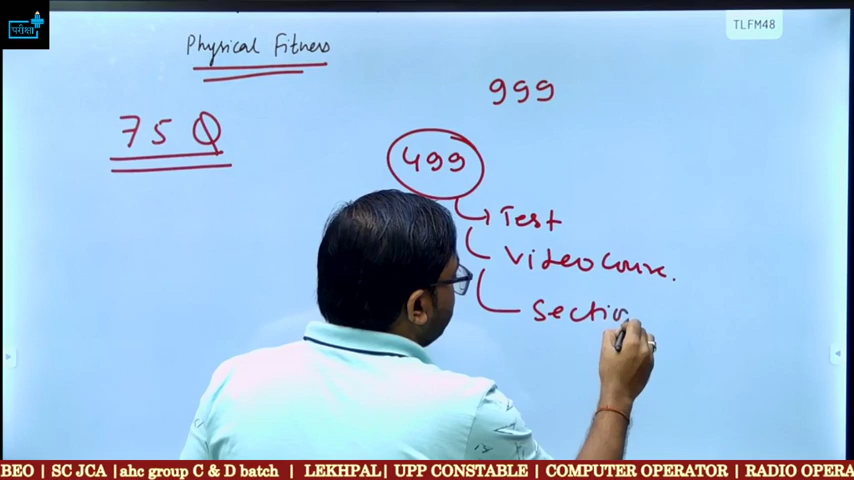 परीक्षा
TLFM48
Physical Fitness
999
75 Q
499
Test
Video Course.
Sectio
BEO | SC JCA |ahc group C & D batch | LEKHPAL| UPP CONSTABLE | COMPUTER OPERATOR | RADIO OPERA